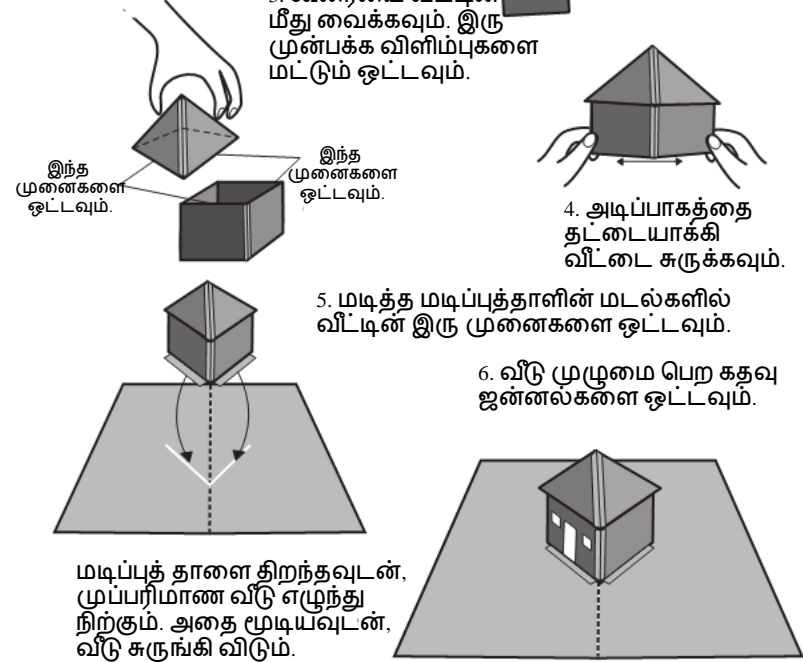 மீது வைக்கவும். இரு
முன்பக்க விளிம்புகளை
மட்டும் ஒட்டவும்.
இந்த
முனைகளை
ஒட்டவும்.
இந்த
முனைகளை
ஒட்டவும்.
4. அடிப்பாகத்தை
தட்டையாக்கி
வீட்டை சுருக்கவும்.
5. மடித்த மடிப்புத்தாளின் மடல்களில்
வீட்டின் இரு முனைகளை ஒட்டவும்.
6. வீடு முழுமை பெற கதவு
ஜன்னல்களை ஒட்டவும்.
மடிப்புத் தாளை திறந்தவுடன்,
முப்பரிமாண வீடு எழுந்து
நிற்கும். அதை மூடியவுடன்,
வீடு சுருங்கி விடும்.